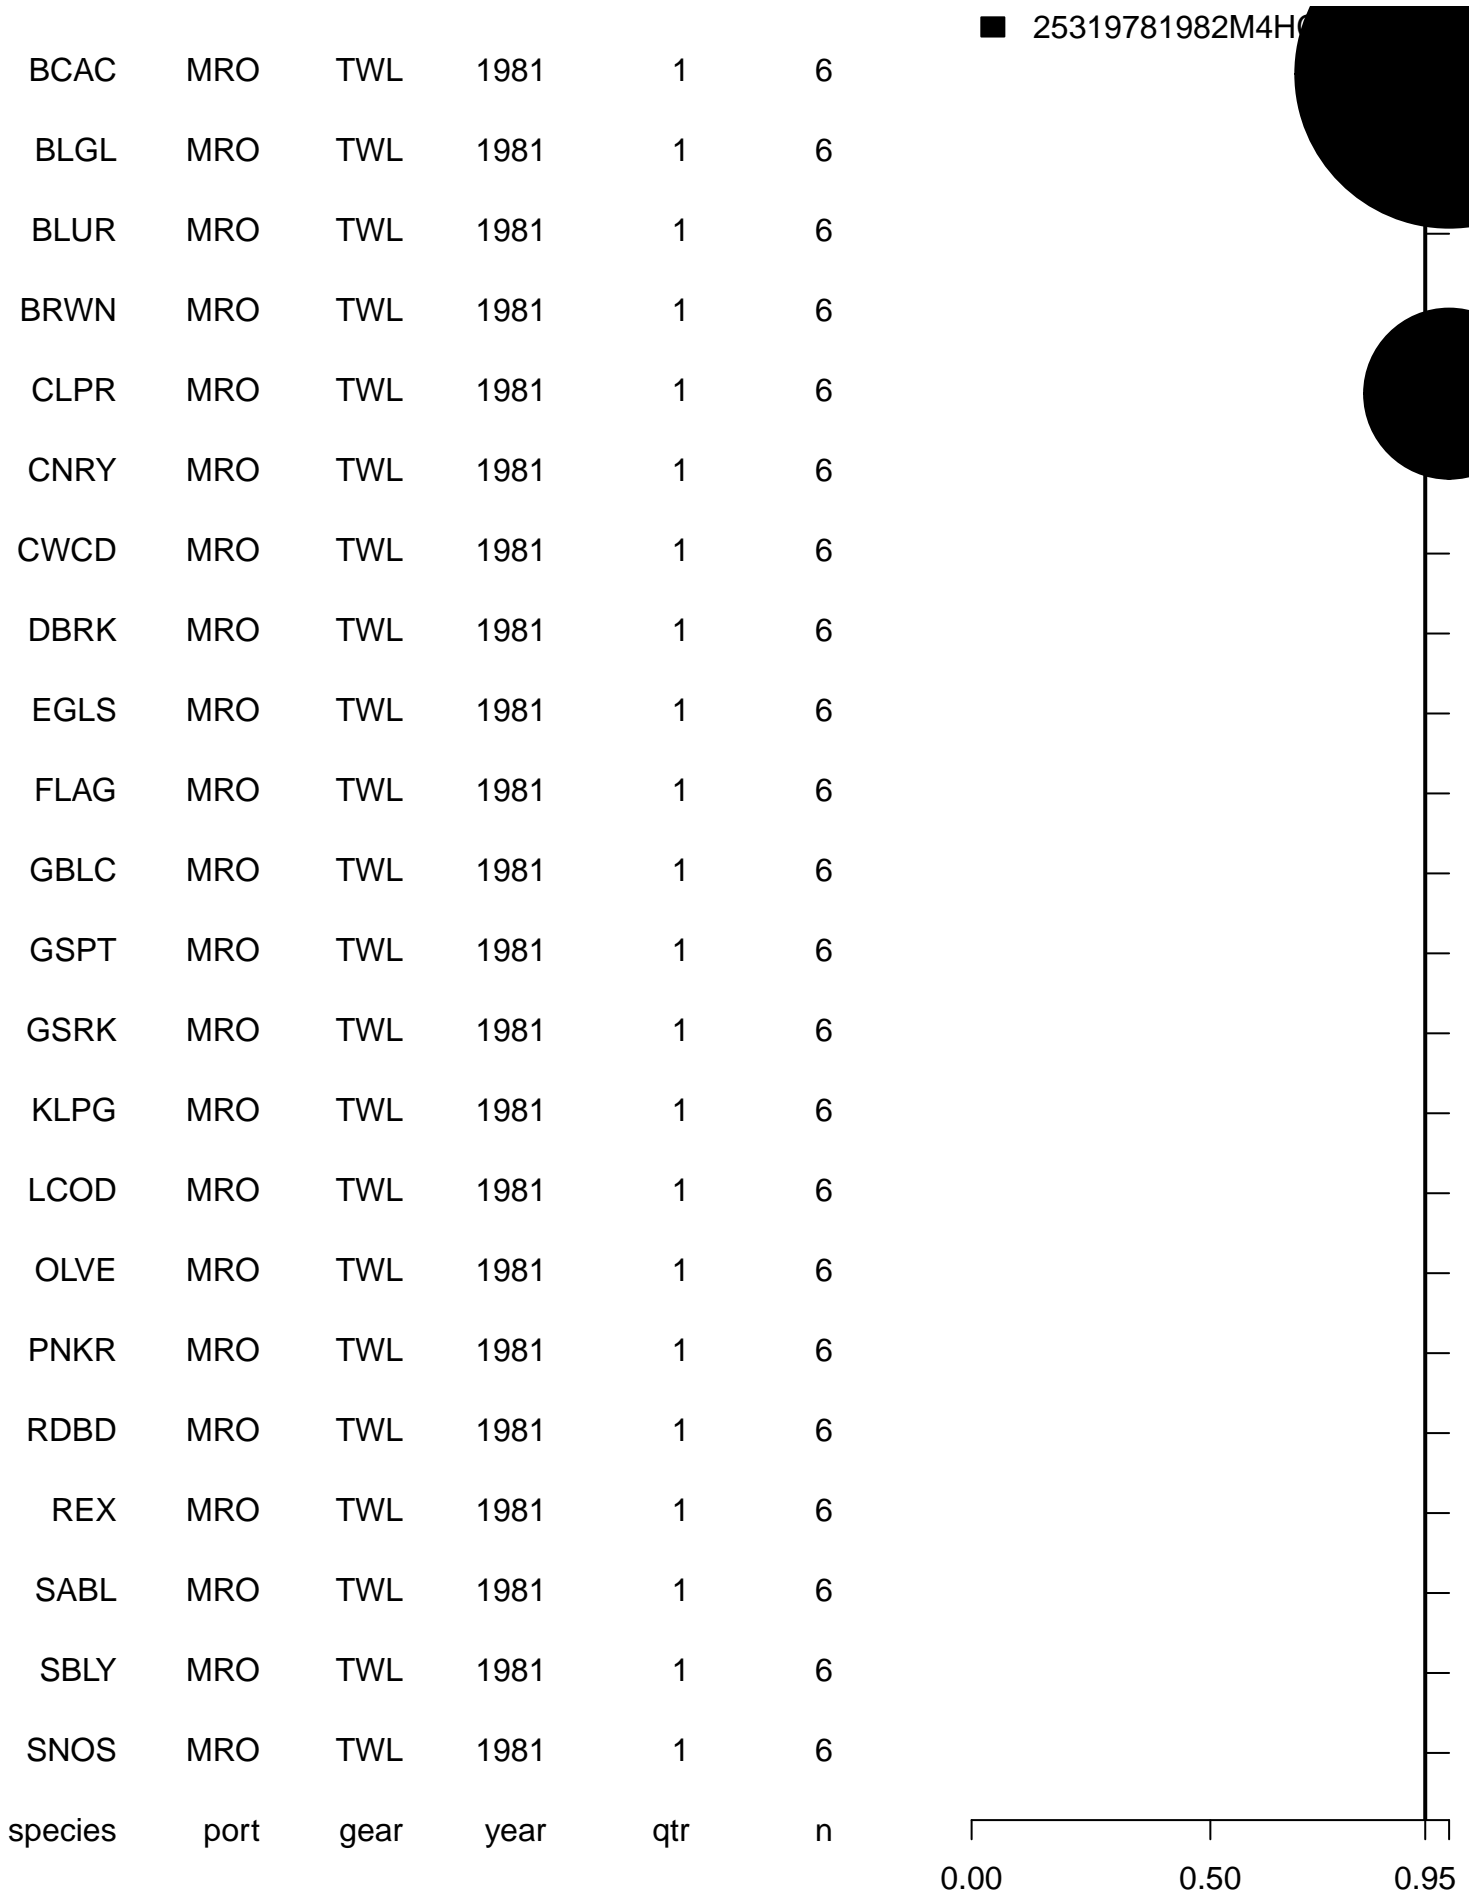 25319781982M4H
BCAC MRO TWL 1981 1 6
BLGL MRO TWL 1981 1 6
BLUR MRO TWL 1981 1 6
BRWN MRO TWL 1981 1 6
CLPR MRO TWL 1981 1 6
CNRY MRO TWL 1981 1 6
CWCD MRO TWL 1981 1 6
DBRK MRO TWL 1981 1 6
EGLS MRO TWL 1981 1 6
FLAG MRO TWL 1981 1 6
GBLC MRO TWL 1981 1 6
GSPT MRO TWL 1981 1 6
GSRK MRO TWL 1981 1 6
KLPG MRO TWL 1981 1 6
LCOD MRO TWL 1981 1 6
OLVE MRO TWL 1981 1 6
PNKR MRO TWL 1981 1 6
RDBD MRO TWL 1981 1 6
REX MRO TWL 1981 1 6
SABL MRO TWL 1981 1 6
SBLY MRO TWL 1981 1 6
SNOS MRO TWL 1981 1 6
species port gear year qtr n
0.00 0.50 0.95